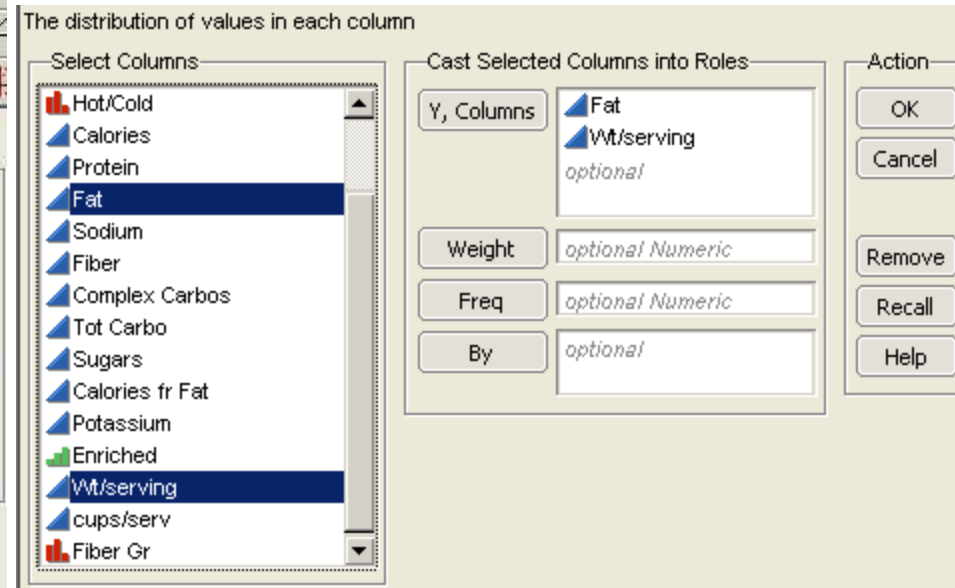 The distribution of values in each column
Select Columns
Hot/Cold
Calories
Protein
Fat
Sodium
Fiber
Complex Carbos
Tot Carbo
Sugars
Calories fr Fat
Potassium
Enriched
Wt/serving
cups/serv
Fiber Gr
Cast Selected Columns into Roles
Y, Columns
Fat
Wt/serving
optional
Weight
optional Numeric
Freq
optional Numeric
By
optional
Action
OK
Cancel
Remove
Recall
Help